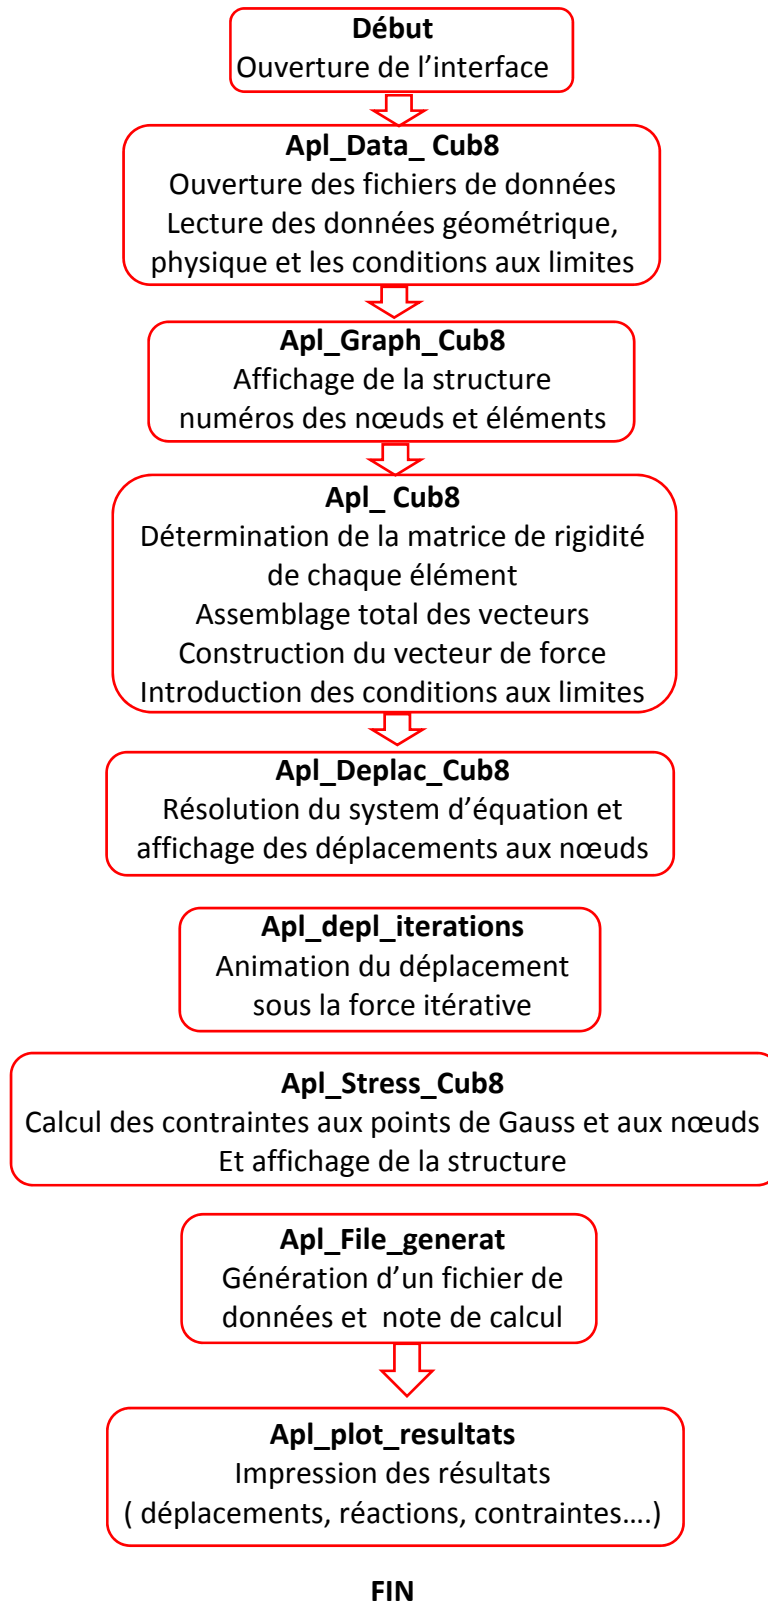 Début
Ouverture de l’interface
Apl_Data_ Cub8
Ouverture des fichiers de données
Lecture des données géométrique,
physique et les conditions aux limites
Apl_Graph_Cub8
Affichage de la structure
numéros des nœuds et éléments
Apl_ Cub8
Détermination de la matrice de rigidité
de chaque élément
Assemblage total des vecteurs
Construction du vecteur de force
Introduction des conditions aux limites
Apl_Deplac_Cub8
Résolution du system d’équation et
affichage des déplacements aux nœuds
Apl_depl_iterations
Animation du déplacement
sous la force itérative
Apl_Stress_Cub8
Calcul des contraintes aux points de Gauss et aux nœuds
Et affichage de la structure
Apl_File_generat
Génération d’un fichier de
données et  note de calcul
Apl_plot_resultats
Impression des résultats
( déplacements, réactions, contraintes….)
FIN